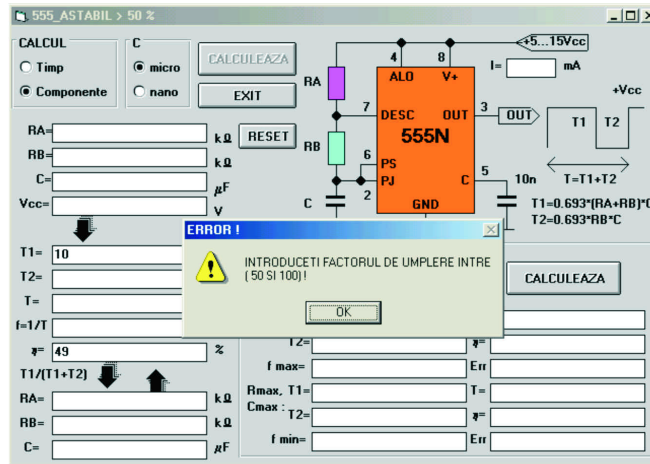 555_ASTABIL > 50 %
CALCUL
Timp
Componente
C
micro
nano
CALCULEAZA
EXIT
RESET
RA=
kΩ
RB=
kΩ
C=
µF
Vcc=
V
T1= 10
T2=
T=
f=1/T
η= 49 %
T1/(T1+T2)
RA=
kΩ
RB=
kΩ
C=
µF
RA
RB
C
4
8
ALO
V+
7
DESC
OUT
3
OUT
555N
6
PS
PJ
2
C
5
GND
10n
+5...15Vcc
I=
mA
+Vcc
T1
T2
T=T1+T2
T1=0.693*(RA+RB)*C
T2=0.693*RB*C
ERROR !
INTRODUCETI FACTORUL DE UMPLERE INTRE
( 50 SI 100) !
OK
CALCULEAZA
T2=
η=
f max=
Err
Rmax, T1=
T=
Cmax :
T2=
η=
f min=
Err